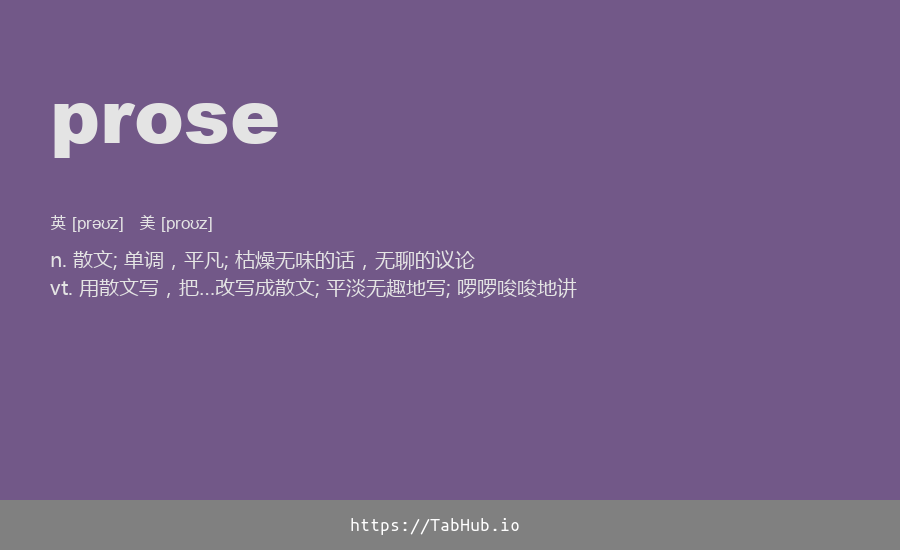 prose
英 [prəʊz] 美 [proʊz]
n. 散文; 单调，平凡; 枯燥无味的话，无聊的议论
vt. 用散文写，把…改写成散文; 平淡无趣地写; 啰啰唆唆地讲
https://TabHub.io